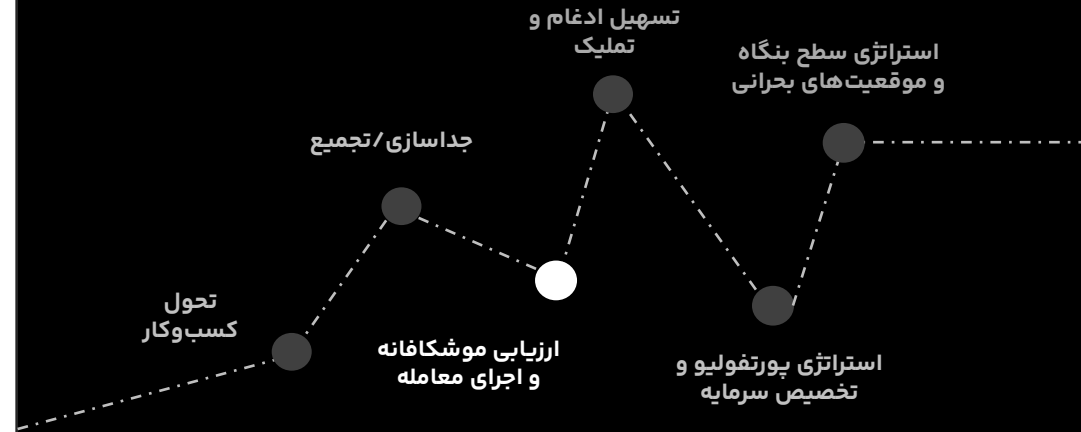 تسهیل ادغام و
تملیک
استراتژی سطح بنگاه
و موقعیت‌های بحرانی
جداسازی/تجمیع
تحول
کسب‌وکار
ارزیابی موشکافانه
و اجرای معامله
استراتژی پورتفولیو و
تخصیص سرمایه